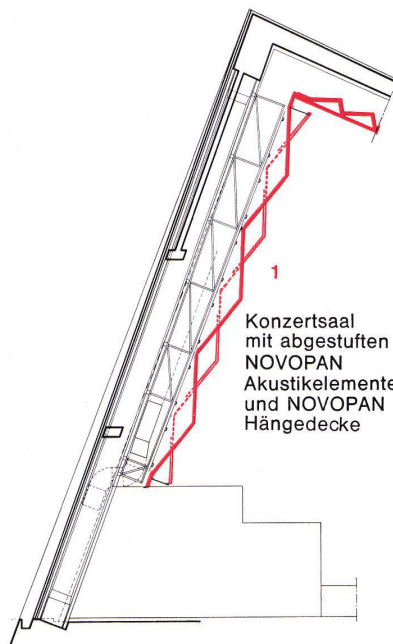 1
Konzertsaal
mit abgestuften
NOVOPAN
Akustikelemente
und NOVOPAN
Hängedecke